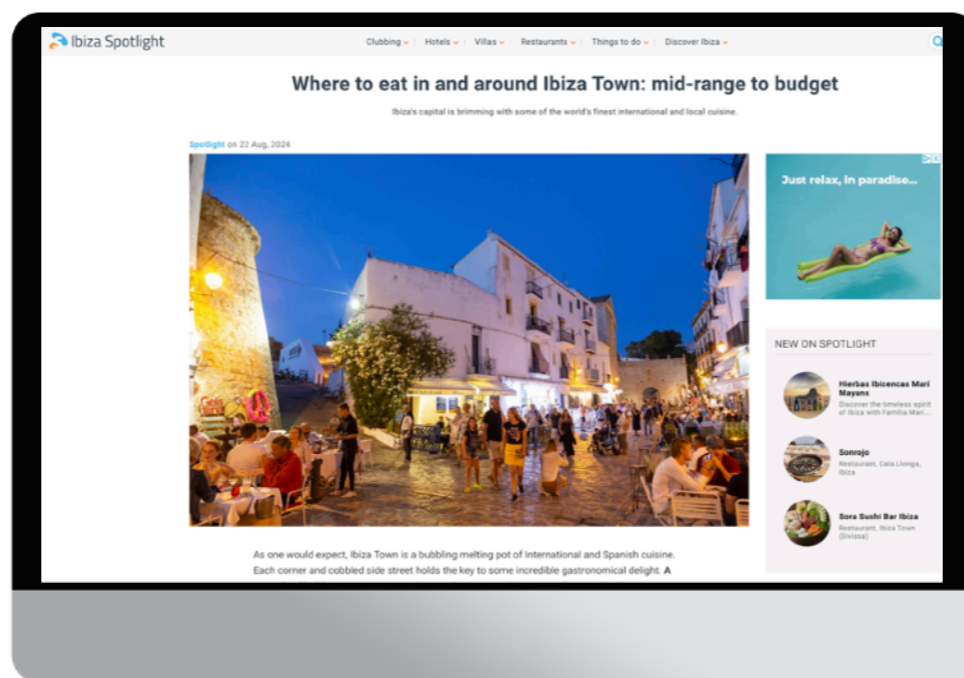 Ibiza Spotlight
Clubbing
Hotels
Villas
Restaurants
Things to do
Discover Ibiza
Where to eat in and around Ibiza Town: mid-range to budget
Ibiza's capital is brimming with some of the world's finest international and local cuisine.
Spotlight on 22 Aug, 2024
Just relax, in paradise...
NEW ON SPOTLIGHT
Hierbas Ibicencas Marí
Mayans
Discover the timeless spirit
of Ibiza with Familia Marí...
Sonrojo
Restaurant, Cala Llonga,
Ibiza
Sora Sushi Bar Ibiza
Restaurant, Ibiza Town
(Eivissa)
As one would expect, Ibiza Town is a bubbling melting pot of International and Spanish cuisine.
Each corner and cobbled side street holds the key to some incredible gastronomical delight. A